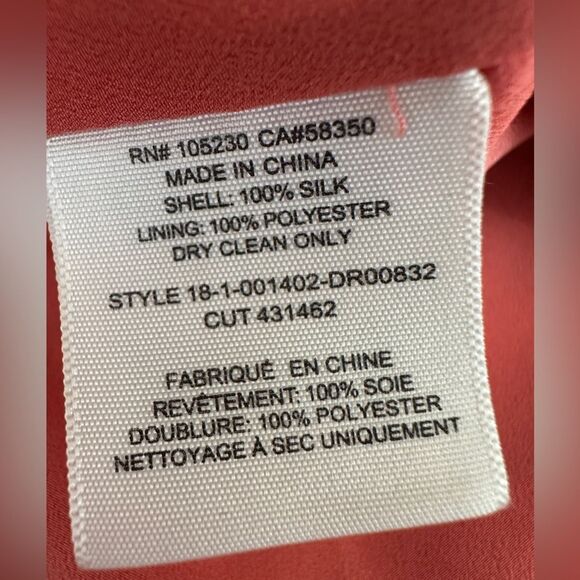 RN# 105230 CA#58350
MADE IN CHINA
SHELL: 100% SILK
LINING: 100% POLYESTER
DRY CLEAN ONLY
STYLE 18-1-001402-DR00832
CUT 431462
FABRIQUÉ EN CHINE
REVÊTEMENT: 100% SOIE
DOUBLURE: 100% POLYESTER
NETTOYAGE À SEC UNIQUEMENT